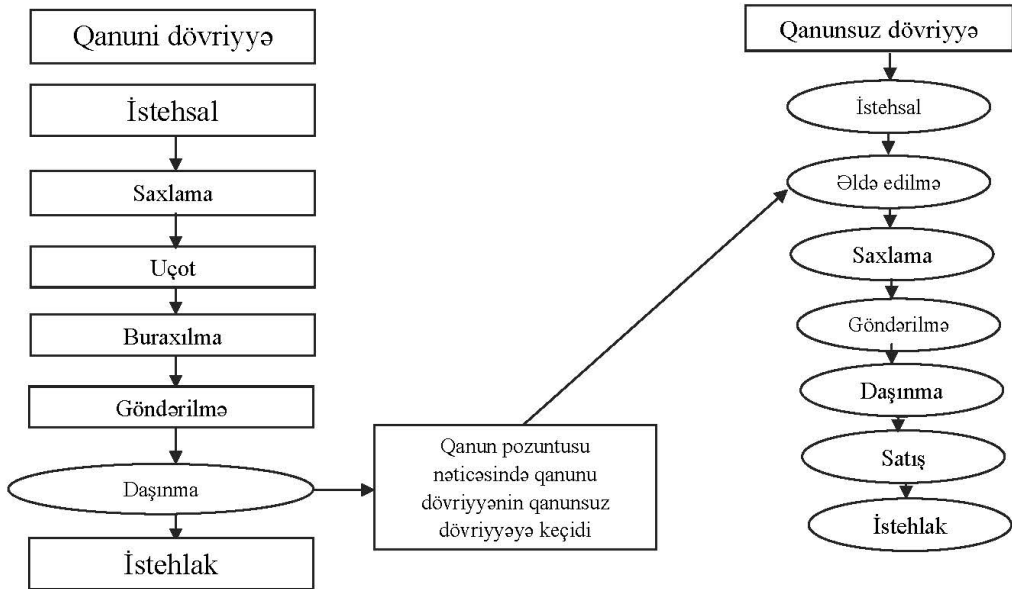 Qanuni dövriyyə
İstehsal
Saxlama
Uçot
Buraxılma
Göndərilmə
Daşınma
İstehlak
Qanun pozuntusu
nəticəsində qanunu
dövriyyənin qanunsuz
dövriyyəyə keçidi
Qanunsuz dövriyyə
İstehsal
Əldə edilmə
Saxlama
Göndərilmə
Daşınma
Satış
İstehlak